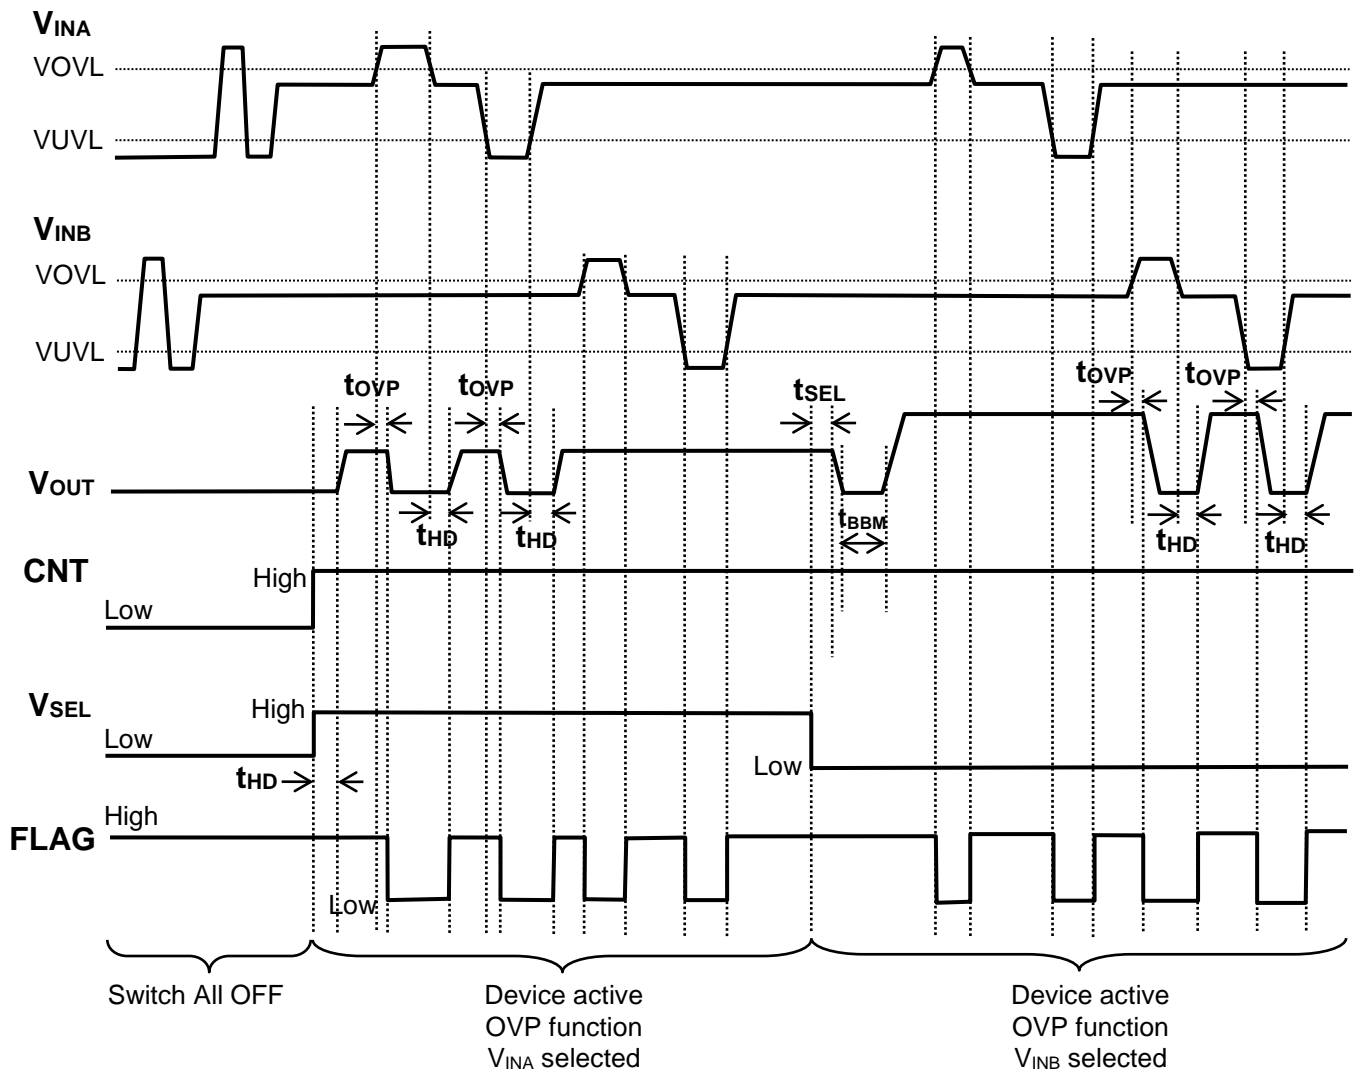 VINA
VOVL
VUVL
VINB
VOVL
VUVL
tOVP tOVP tSEL tOVP tOVP
VOUT
tHD tHD tBBM tHD tHD
CNT
High
Low
VSEL
High
Low
Low
tHD
High
FLAG
Low
Switch All OFF
Device active
OVP function
VINA selected
Device active
OVP function
VINB selected